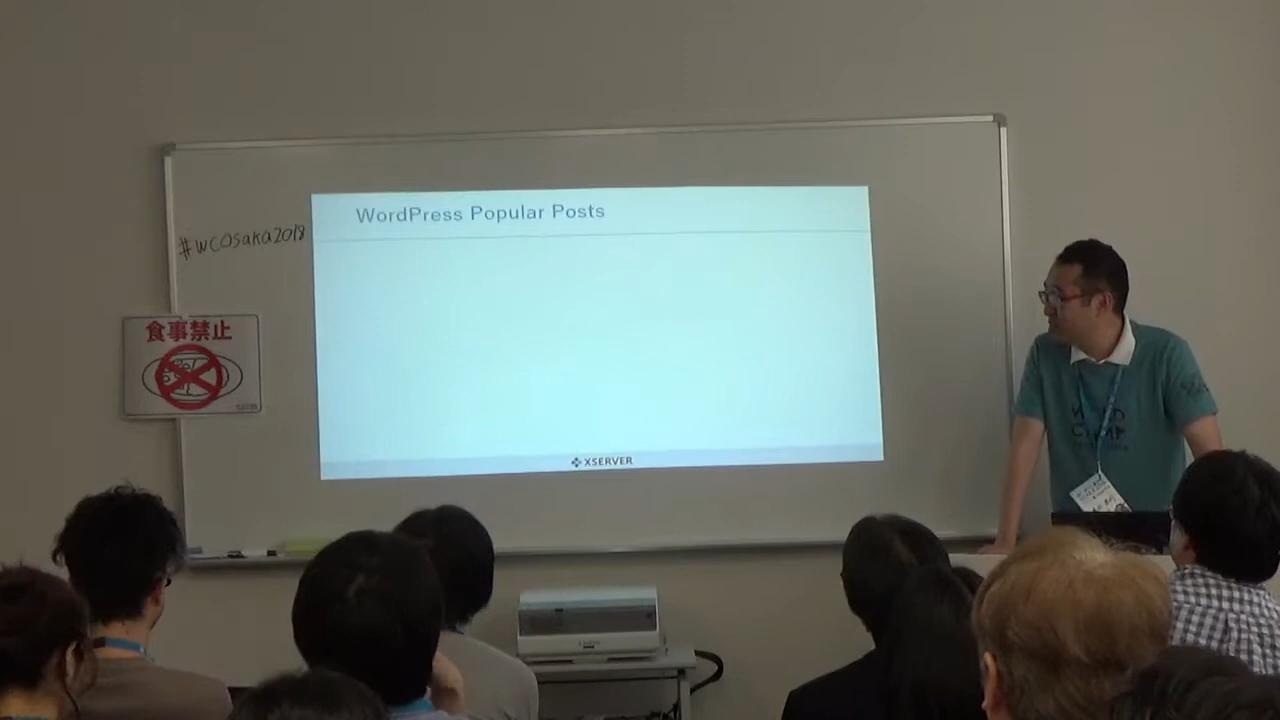 WordPress Popular Posts
#WCOsaka2018
食事禁止
XSERVER